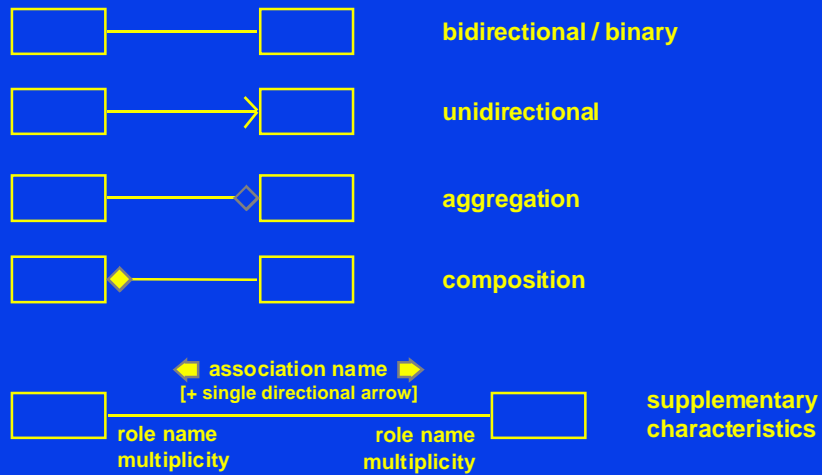 bidirectional / binary
unidirectional
aggregation
composition
association name
[+ single directional arrow]
supplementary
characteristics
role name
multiplicity
role name
multiplicity